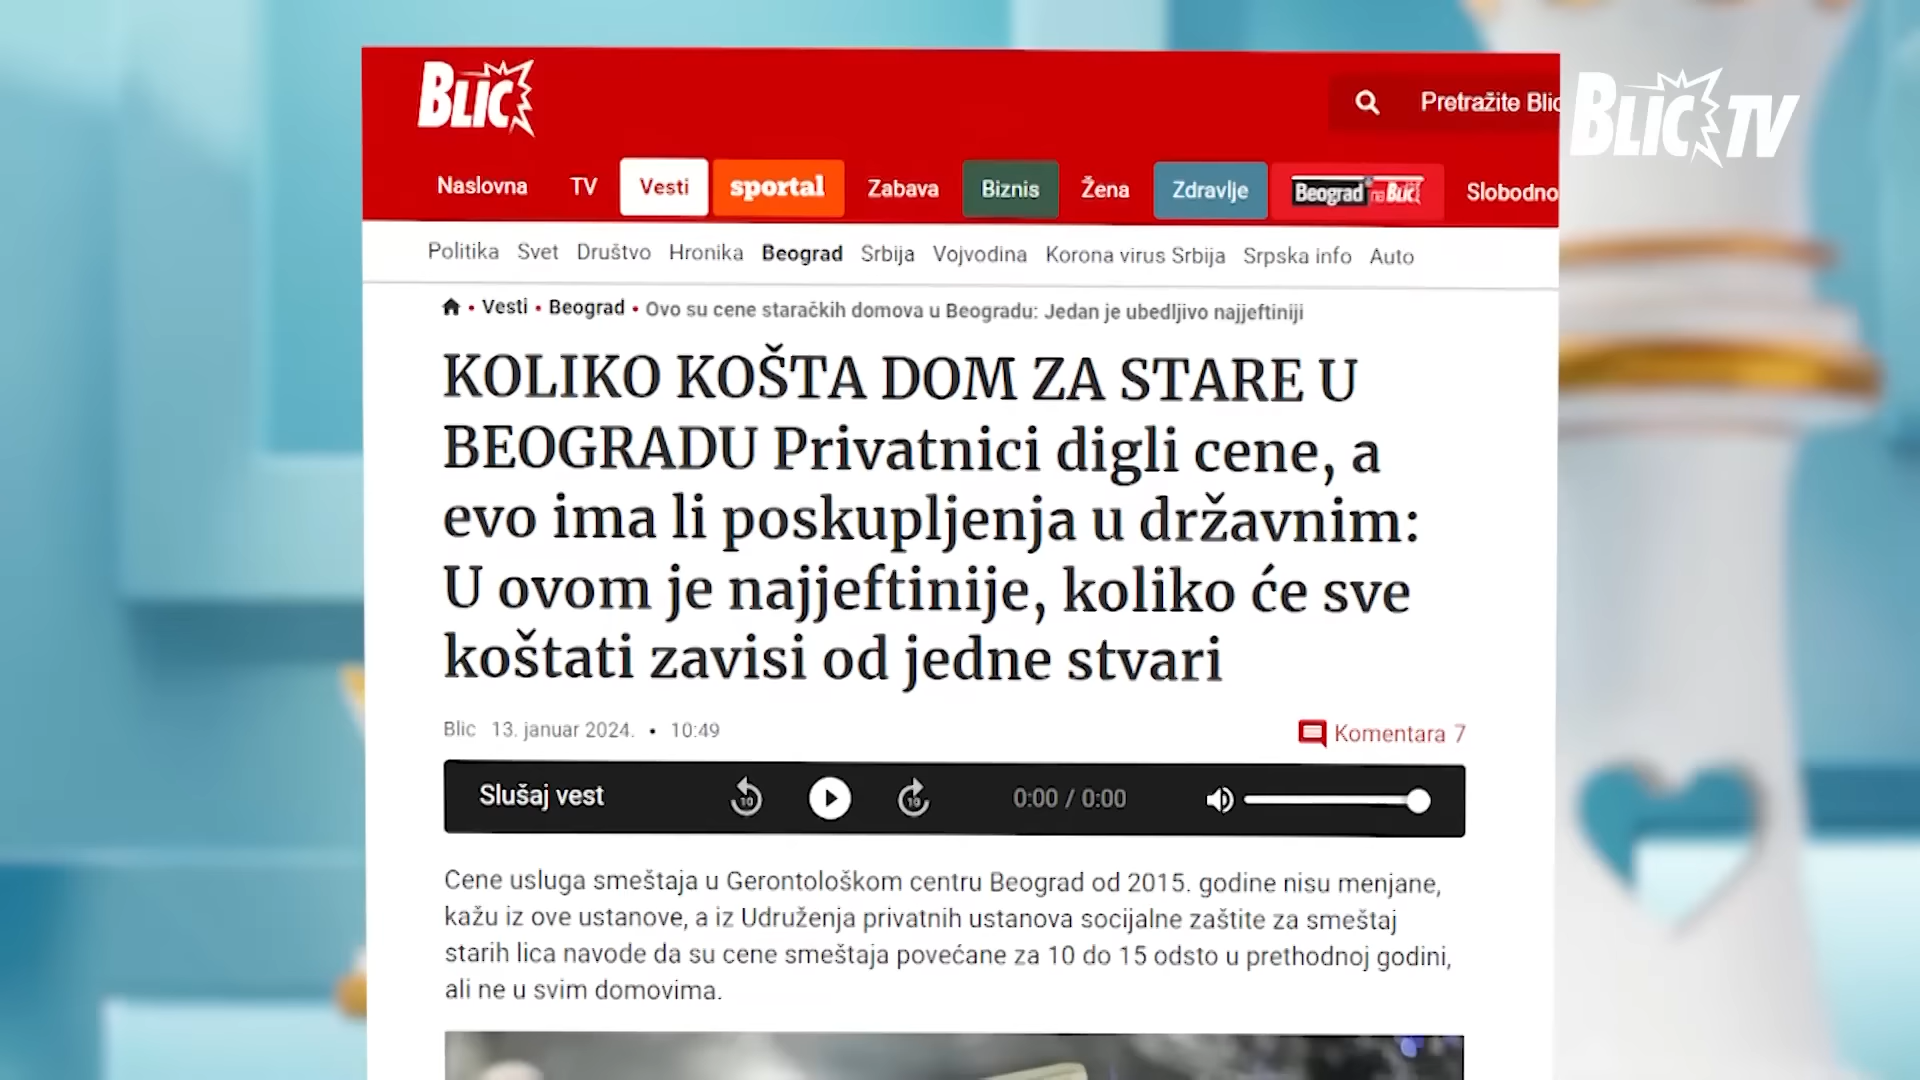 BLIC
Pretražite Blic
BLIC TV
Naslovna TV Vesti sportal Zabava Biznis Žena Zdravlje Beograd na Blic Slobodno
Politika Svet Društvo Hronika Beograd Srbija Vojvodina Korona virus Srbija Srpska info Auto
• Vesti • Beograd • Ovo su cene staračkih domova u Beogradu: Jedan je ubedljivo najjeftiniji
KOLIKO KOŠTA DOM ZA STARE U
BEOGRADU Privatnici digli cene, a
evo ima li poskupljenja u državnim:
U ovom je najjeftinije, koliko će sve
koštati zavisi od jedne stvari
Blic 13. januar 2024. • 10:49
Komentara 7
Slušaj vest 10 10 0:00 / 0:00
Cene usluga smeštaja u Gerontološkom centru Beograd od 2015. godine nisu menjane,
kažu iz ove ustanove, a iz Udruženja privatnih ustanova socijalne zaštite za smeštaj
starih lica navode da su cene smeštaja povećane za 10 do 15 odsto u prethodnoj godini,
ali ne u svim domovima.